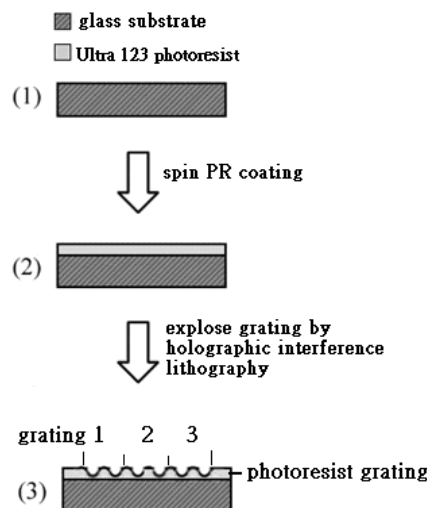 glass substrate
Ultra 123 photoresist
(1)
spin PR coating
(2)
explose grating by
holographic interference
lithography
grating 1 2 3
photoresist grating
(3)